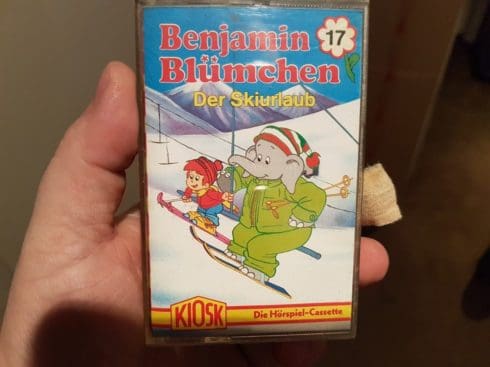 Benjamin
Blümchen
17
Der Skiurlaub
KIOSK
Die Hörspiel-Cassette